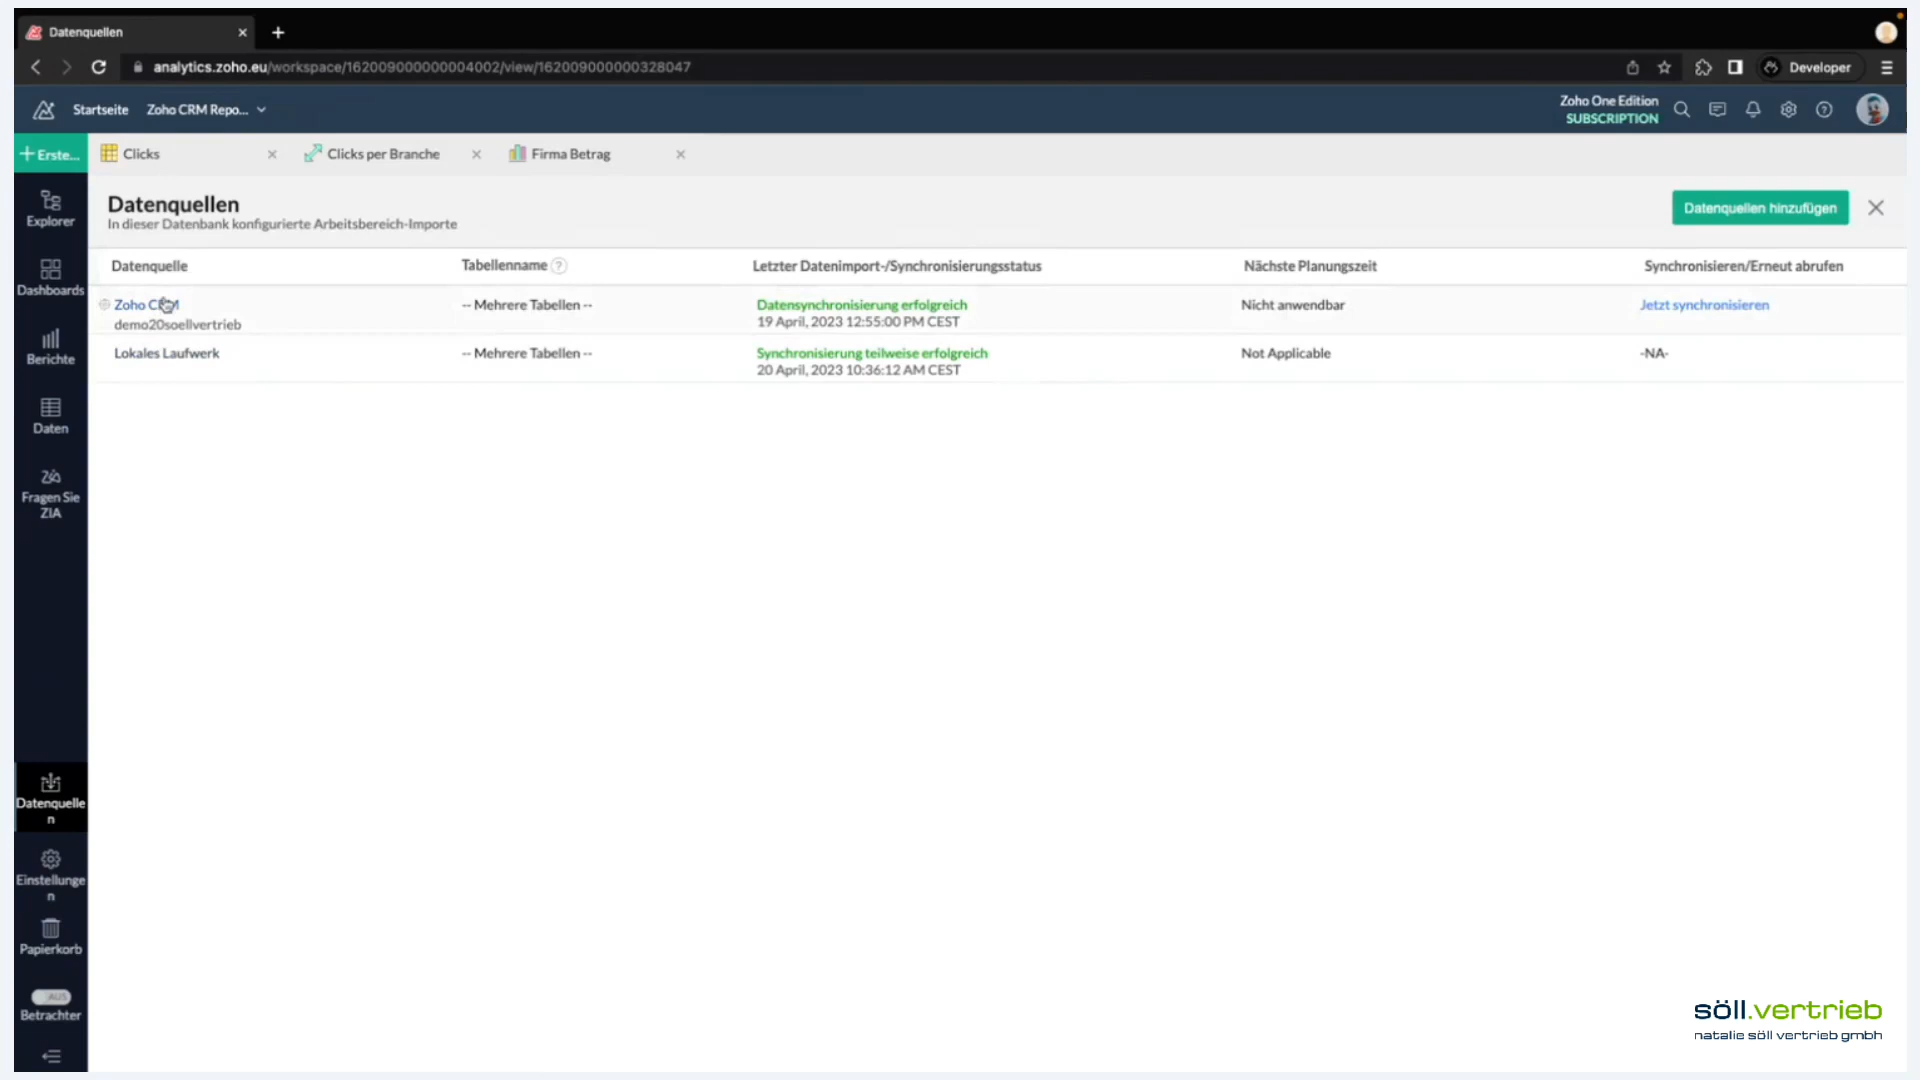 Datenquellen
analytics.zoho.eu/workspace/162009000000004002/view/162009000000328047
Developer
Startseite Zoho CRM Repo...
Zoho One Edition
SUBSCRIPTION
+ Erste...
Clicks
Clicks per Branche
Firma Betrag
Explorer
Dashboards
Berichte
Daten
Fragen Sie
ZIA
Datenquelle
n
Einstellunge
n
Papierkorb
AUS
Betrachter
Datenquellen
In dieser Datenbank konfigurierte Arbeitsbereich-Importe
Datenquellen hinzufügen
Datenquelle Tabellenname ? Letzter Datenimport-/Synchronisierungsstatus Nächste Planungszeit Synchronisieren/Erneut abrufen
Zoho CRM -- Mehrere Tabellen -- Datensynchronisierung erfolgreich Nicht anwendbar Jetzt synchronisieren
demo20soellvertrieb 19 April, 2023 12:55:00 PM CEST
Lokales Laufwerk -- Mehrere Tabellen -- Synchronisierung teilweise erfolgreich Not Applicable -NA-
20 April, 2023 10:36:12 AM CEST
söll.vertrieb
natalie söll vertrieb gmbh